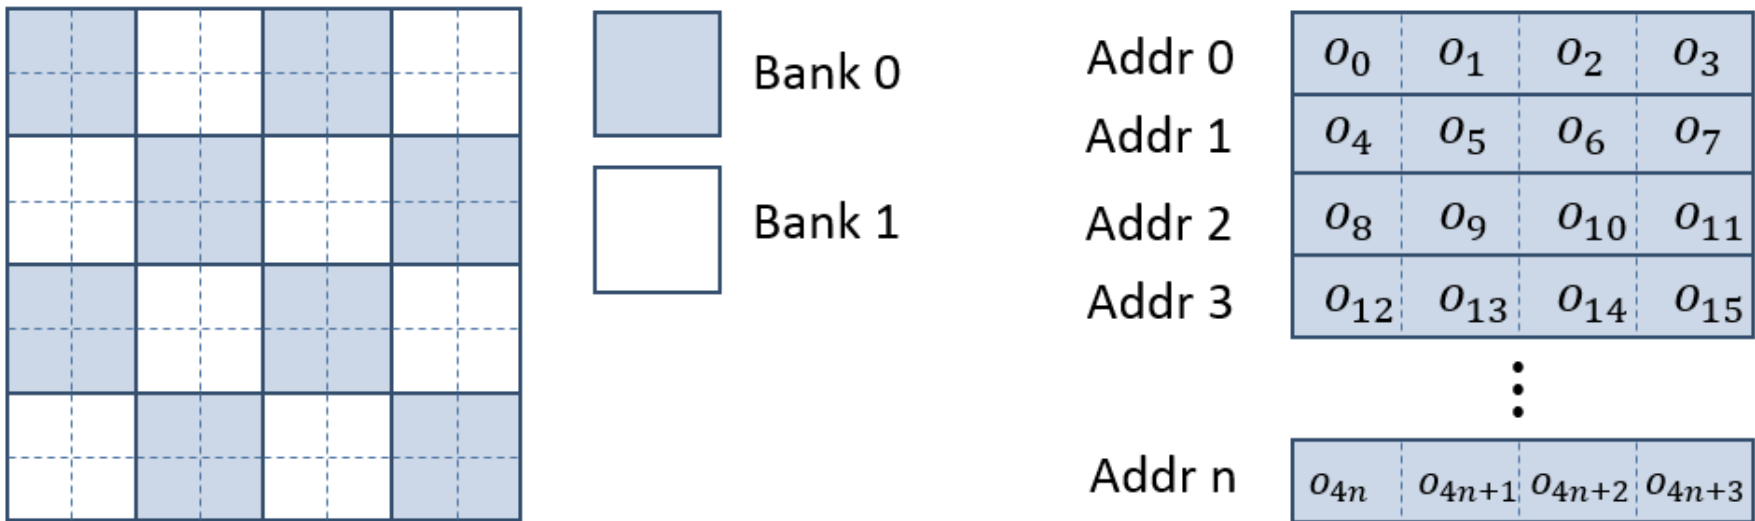 Bank 0
Bank 1
Addr 0 o₀ o₁ o₂ o₃
Addr 1 o₄ o₅ o₆ o₇
Addr 2 o₈ o₉ o₁₀ o₁₁
Addr 3 o₁₂ o₁₃ o₁₄ o₁₅
⋮
Addr n o₄ₙ o₄ₙ₊₁ o₄ₙ₊₂ o₄ₙ₊₃